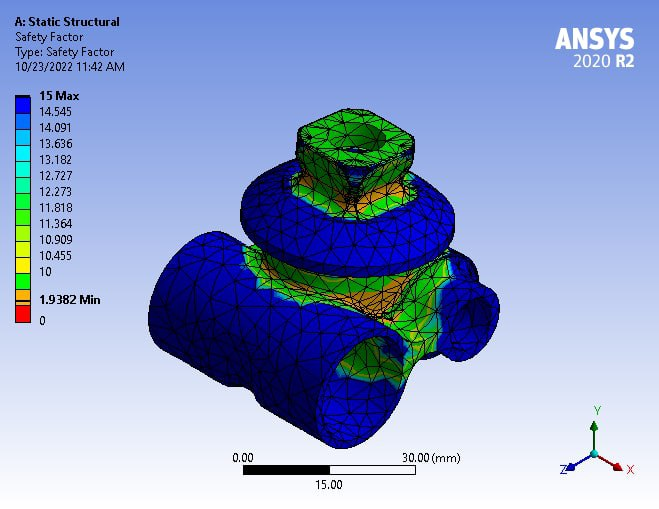 A: Static Structural
Safety Factor
Type: Safety Factor
10/23/2022 11:42 AM
ANSYS
2020 R2
15 Max
14.545
14.091
13.636
13.182
12.727
12.273
11.818
11.364
10.909
10.455
10
1.9382 Min
0
0.00
30.00 (mm)
15.00
Y
Z
X